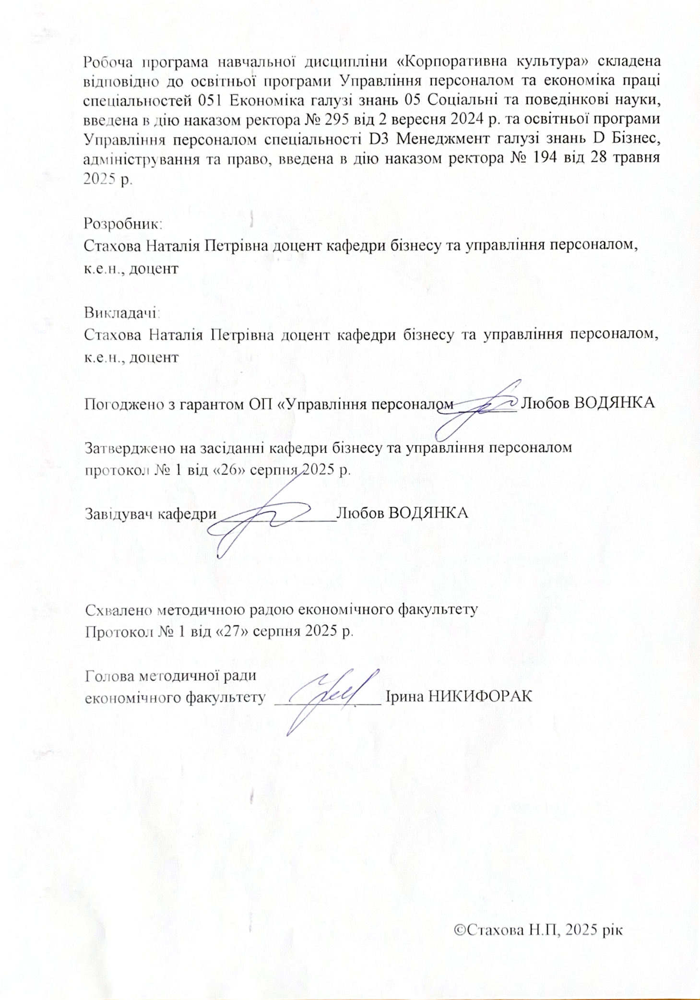 Робоча програма навчальної дисципліни «Корпоративна культура» складена
відповідно до освітньої програми Управління персоналом та економіка праці
спеціальностей 051 Економіка галузі знань 05 Соціальні та поведінкові науки,
введена в дію наказом ректора № 295 від 2 вересня 2024 р. та освітньої програми
Управління персоналом спеціальності D3 Менеджмент галузі знань D Бізнес,
адміністрування та право, введена в дію наказом ректора № 194 від 28 травня
2025 р.
Розробник:
Стахова Наталія Петрівна доцент кафедри бізнесу та управління персоналом,
к.е.н., доцент
Викладачі:
Стахова Наталія Петрівна доцент кафедри бізнесу та управління персоналом,
к.е.н., доцент
Погоджено з гарантом ОП «Управління персоналом _______ Любов ВОДЯНКА
Затверджено на засіданні кафедри бізнесу та управління персоналом
протокол № 1 від «26» серпня 2025 р.
Завідувач кафедри ______________Любов ВОДЯНКА
Схвалено методичною радою економічного факультету
Протокол № 1 від «27» серпня 2025 р.
Голова методичної ради
економічного факультету _____________ Ірина НИКИФОРАК
©Стахова Н.П, 2025 рік